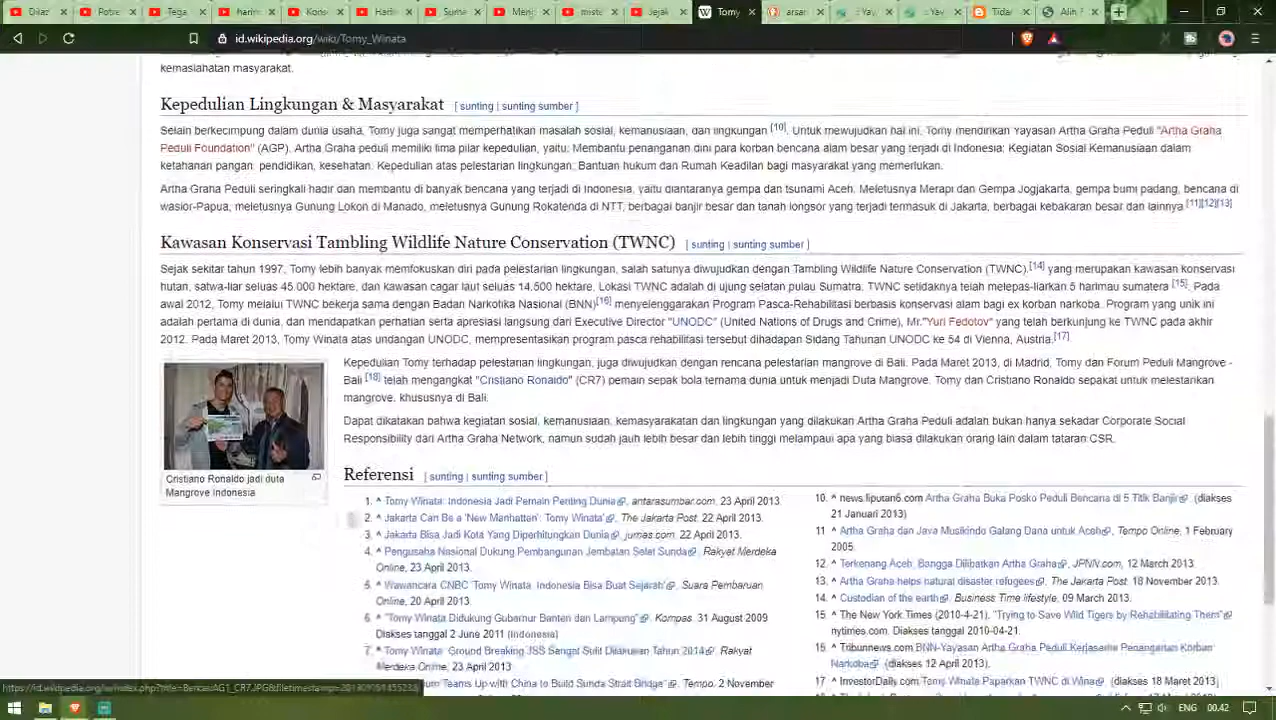 Tomy
id.wikipedia.org/wiki/Tomy_Winata
kemaslahatan masyarakat.
Kepedulian Lingkungan & Masyarakat [ sunting | sunting sumber ]
Selain berkecimpung dalam dunia usaha, Tomy juga sangat memperhatikan masalah sosial, kemanusiaan, dan lingkungan [10]. Untuk mewujudkan hal ini, Tomy mendirikan Yayasan Artha Graha Peduli "Artha Graha
Peduli Foundation" (AGP). Artha Graha peduli memiliki lima pilar kepedulian, yaitu: Membantu penanganan dini para korban bencana alam besar yang terjadi di Indonesia; Kegiatan Sosial Kemanusiaan dalam
ketahanan pangan, pendidikan, kesehatan. Kepedulian atas pelestarian lingkungan; Bantuan hukum dan Rumah Keadilan bagi masyarakat yang memerlukan.
Artha Graha Peduli seringkali hadir dan membantu di banyak bencana yang terjadi di Indonesia, yaitu diantaranya gempa dan tsunami Aceh. Meletusnya Merapi dan Gempa Jogjakarta, gempa bumi padang, bencana di
wasior-Papua, meletusnya Gunung Lokon di Manado, meletusnya Gunung Rokatenda di NTT, berbagai banjir besar dan tanah longsor yang terjadi termasuk di Jakarta, berbagai kebakaran besar dan lainnya.[11][12][13]
Kawasan Konservasi Tambling Wildlife Nature Conservation (TWNC) [ sunting | sunting sumber ]
Sejak sekitar tahun 1997, Tomy lebih banyak memfokuskan diri pada pelestarian lingkungan, salah satunya diwujudkan dengan Tambling Wildlife Nature Conservation (TWNC),[14] yang merupakan kawasan konservasi
hutan, satwa-liar seluas 45.000 hektare, dan kawasan cagar laut seluas 14.500 hektare. Lokasi TWNC adalah di ujung selatan pulau Sumatra. TWNC setidaknya telah melepas-liarkan 5 harimau sumatera [15]. Pada
awal 2012, Tomy melalui TWNC bekerja sama dengan Badan Narkotika Nasional (BNN)[16] menyelenggarakan Program Pasca-Rehabilitasi berbasis konservasi alam bagi ex korban narkoba. Program yang unik ini
adalah pertama di dunia, dan mendapatkan perhatian serta apresiasi langsung dari Executive Director "UNODC" (United Nations of Drugs and Crime), Mr."Yuri Fedotov" yang telah berkunjung ke TWNC pada akhir
2012. Pada Maret 2013, Tomy Winata atas undangan UNODC, mempresentasikan program pasca rehabilitasi tersebut dihadapan Sidang Tahunan UNODC ke 54 di Vienna, Austria.[17]
Kepedulian Tomy terhadap pelestarian lingkungan, juga diwujudkan dengan rencana pelestarian mangrove di Bali. Pada Maret 2013, di Madrid, Tomy dan Forum Peduli Mangrove -
Bali [18] telah mengangkat "Cristiano Ronaldo" (CR7) pemain sepak bola ternama dunia untuk menjadi Duta Mangrove. Tomy dan Cristiano Ronaldo sepakat untuk melestarikan
mangrove, khususnya di Bali.
Dapat dikatakan bahwa kegiatan sosial, kemanusiaan, kemasyarakatan dan lingkungan yang dilakukan Artha Graha Peduli adalah bukan hanya sekadar Corporate Social
Responsibility dari Artha Graha Network, namun sudah jauh lebih besar dan lebih tinggi melampaui apa yang biasa dilakukan orang lain dalam tataran CSR.
Cristiano Ronaldo jadi duta
Mangrove Indonesia
Referensi [ sunting | sunting sumber ]
1. ^ Tomy Winata: Indonesia Jadi Pemain Penting Dunia, antarasumbar.com. 23 April 2013.
2. ^ Jakarta Can Be a 'New Manhattan': Tomy Winata', The Jakarta Post. 22 April 2013.
3. ^ Jakarta Bisa Jadi Kota Yang Diperhitungkan Dunia, jurnas.com. 22 April 2013.
4. ^ Pengusaha Nasional Dukung Pembangunan Jembatan Selat Sunda, Rakyat Merdeka
Online, 23 April 2013.
5. ^ Wawancara CNBC 'Tomy Winata: Indonesia Bisa Buat Sejarah', Suara Pembaruan
Online, 20 April 2013.
6. ^ "Tomy Winata Didukung Gubernur Banten dan Lampung", Kompas. 31 August 2009
Diakses tanggal 2 June 2011 (Indonesia)
7. ^ Tomy Winata: Ground Breaking JSS Sangat Sulit Dilakukan Tahun 2014, Rakyat
Merdeka Online, 23 April 2013
Teams Up with China to Build Sunda Strait Bridge", Tempo. 2 November
10. ^ news.liputan6.com Artha Graha Buka Posko Peduli Bencana di 5 Titik Banjir (diakses
21 Januari 2013)
11. ^ Artha Graha dan Java Musikindo Galang Dana untuk Aceh, Tempo Online, 1 February
2005.
12. ^ Terkenang Aceh, Bangga Dilibatkan Artha Graha, JPNN.com, 12 March 2013.
13. ^ Artha Graha helps natural disaster refugees, The Jakarta Post. 18 November 2013.
14. ^ Custodian of the earth, Business Time lifestyle, 09 March 2013.
15. ^ The New York Times (2010-4-21), "Trying to Save Wild Tigers by Rehabilitating Them"
nytimes.com. Diakses tanggal 2010-04-21.
16. ^ Tribunnews.com BNN-Yayasan Artha Graha Peduli Kerjasama Penanganan Korban
Narkoba (diakses 12 April 2013).
17. ^ InvestorDaily.com Tomy Winata Paparkan TWNC di Wina (diakses 18 Maret 2013)
ENG 00.42